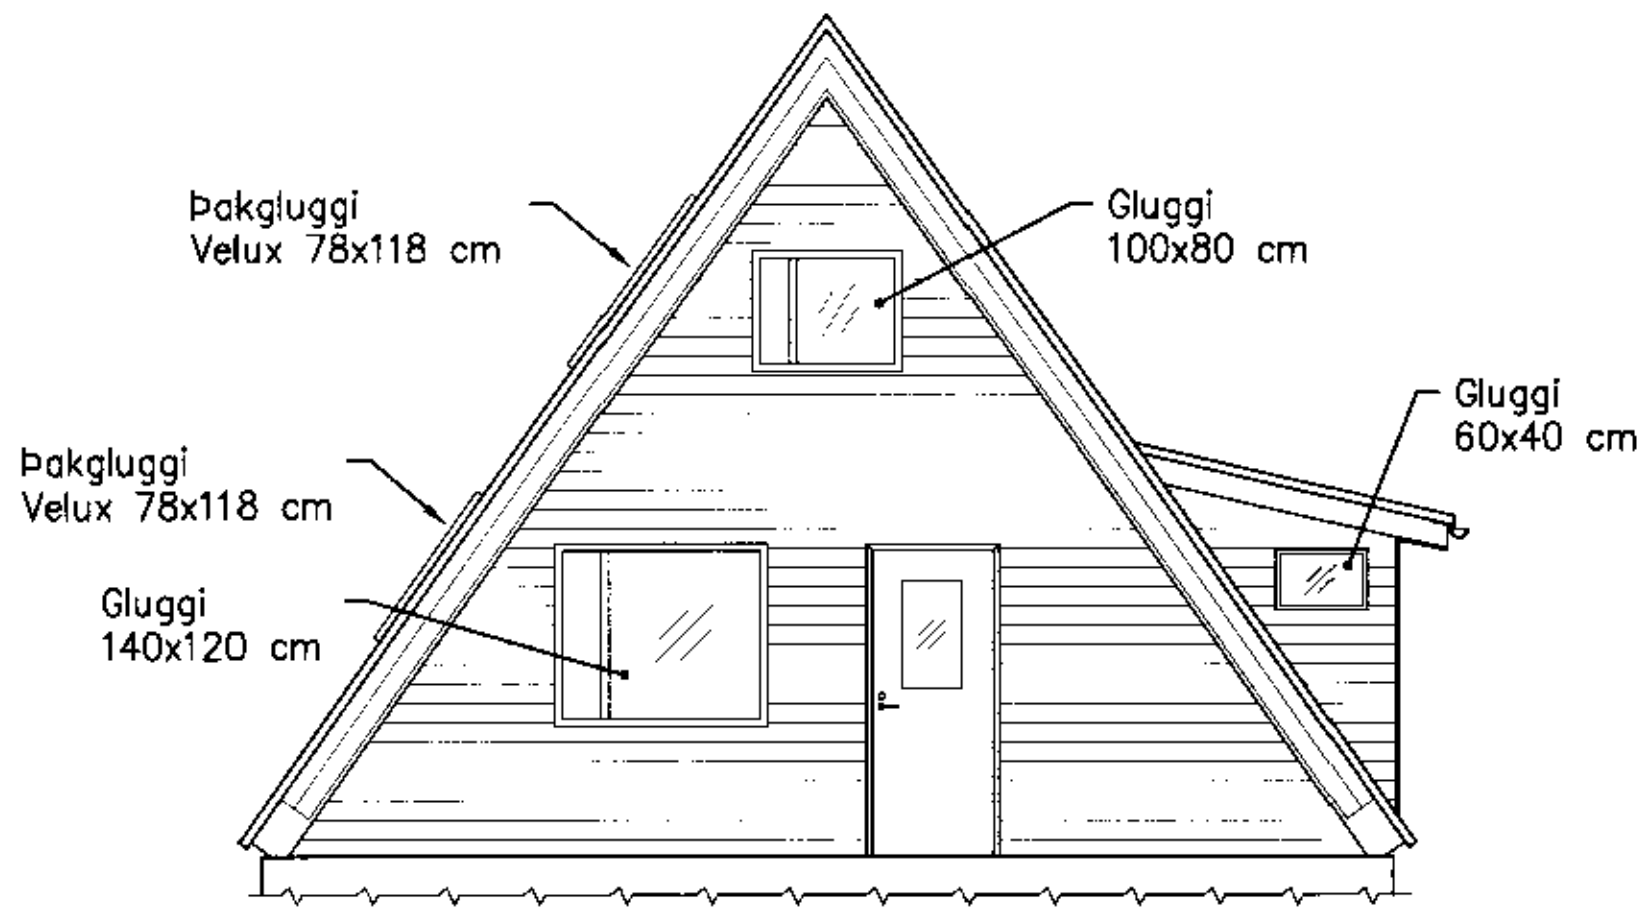 Þakgluggi
Velux 78x118 cm
Gluggi
100x80 cm
Gluggi
60x40 cm
Þakgluggi
Velux 78x118 cm
Gluggi
140x120 cm